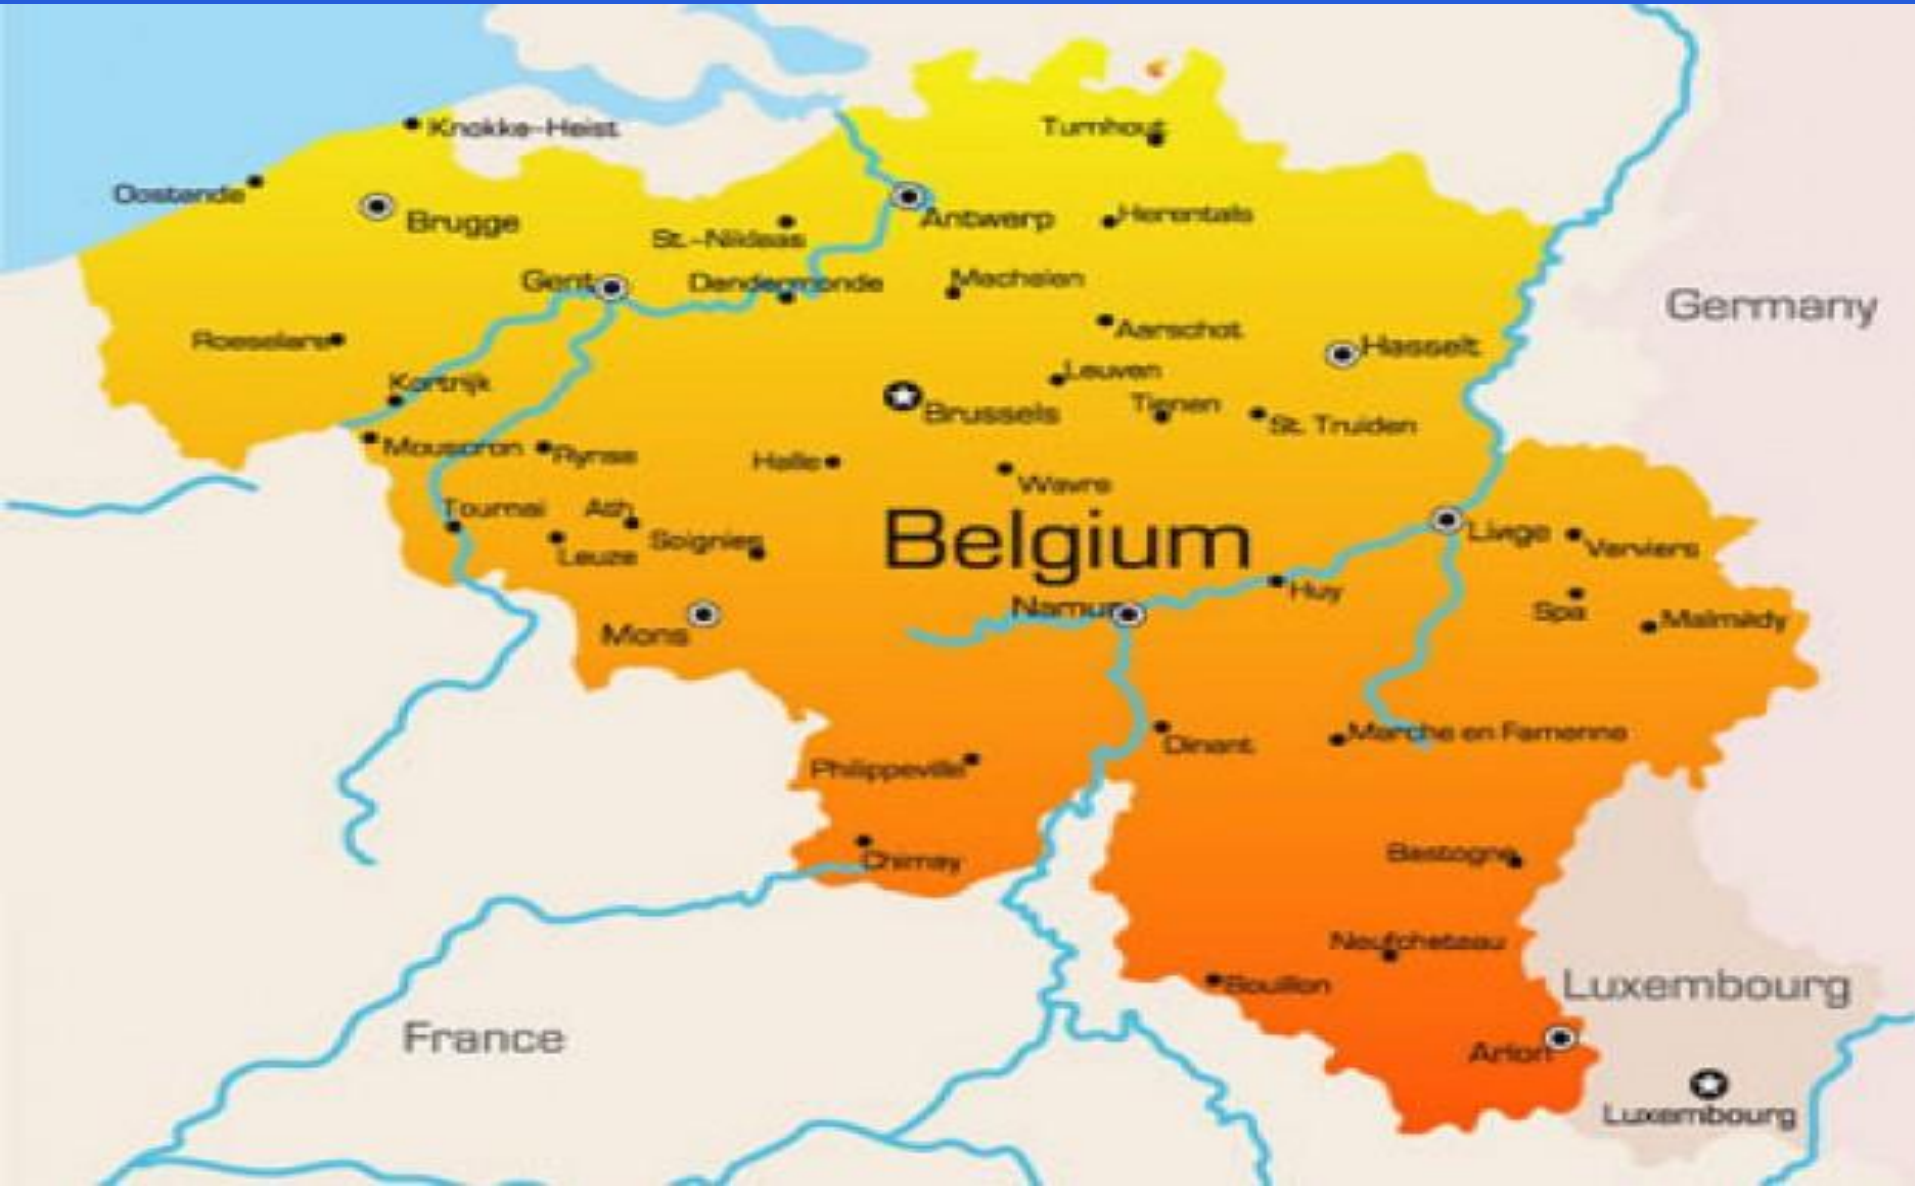 Knokke-Heist
Turnhout
Oostende
Brugge
Antwerp
Herentals
St.-Niklaas
Gent
Dendermonde
Mechelen
Germany
Aarschot
Roeselare
Hasselt
Leuven
Kortrijk
Brussels
Tienen
St. Truiden
Mouscron
Rynse
Halle
Wavre
Tournai
Ath
Soignies
Leuze
Belgium
Liege
Verviers
Huy
Namur
Spa
Malmedy
Mons
Dinant
Marche en Famenne
Philippeville
Chimay
Bastogne
Neufcheteau
Bouillon
Luxembourg
France
Arlon
Luxembourg